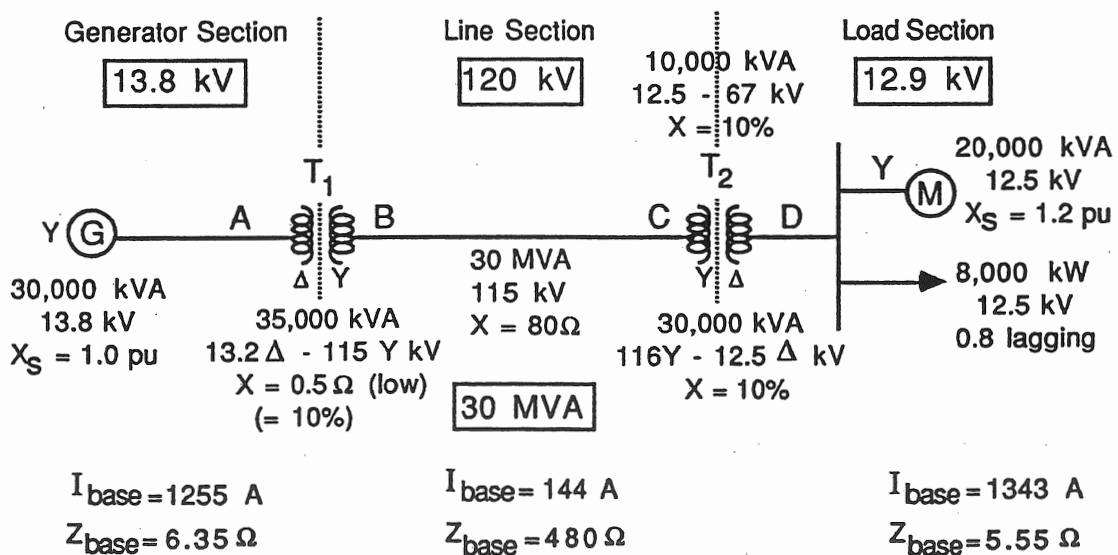 Generator Section
13.8 kV
Line Section
120 kV
10,000 kVA
12.5 - 67 kV
X = 10%
Load Section
12.9 kV
T1
T2
Y G
A
B
C
D
Y M
20,000 kVA
12.5 kV
XS = 1.2 pu
Δ Y
Y Δ
30,000 kVA
13.8 kV
XS = 1.0 pu
35,000 kVA
13.2 Δ - 115 Y kV
X = 0.5 Ω (low)
(= 10%)
30 MVA
115 kV
X = 80Ω
30 MVA
30,000 kVA
116Y - 12.5 Δ kV
X = 10%
8,000 kW
12.5 kV
0.8 lagging
Ibase = 1255 A
Zbase = 6.35 Ω
Ibase = 144 A
Zbase = 480 Ω
Ibase = 1343 A
Zbase = 5.55 Ω